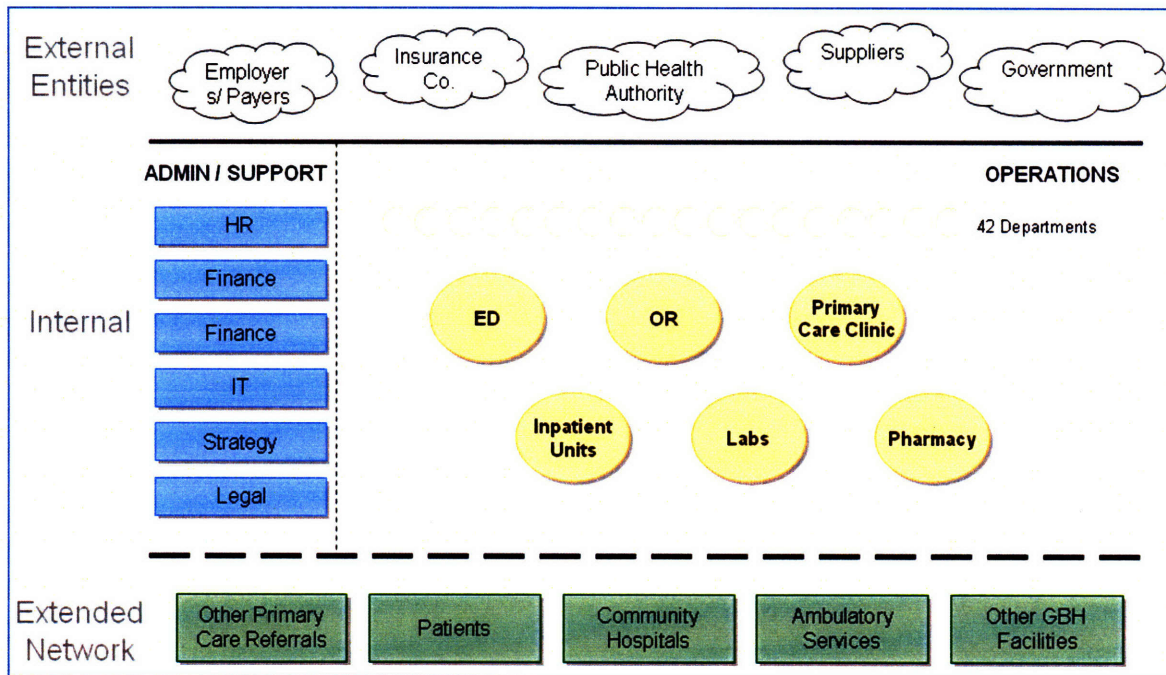 External
Entities
Employer
s/ Payers
Insurance
Co.
Public Health
Authority
Suppliers
Government
ADMIN / SUPPORT
OPERATIONS
HR
42 Departments
Finance
Finance
IT
Strategy
Legal
Internal
ED
OR
Primary
Care Clinic
Inpatient
Units
Labs
Pharmacy
Extended
Network
Other Primary
Care Referrals
Patients
Community
Hospitals
Ambulatory
Services
Other GBH
Facilities